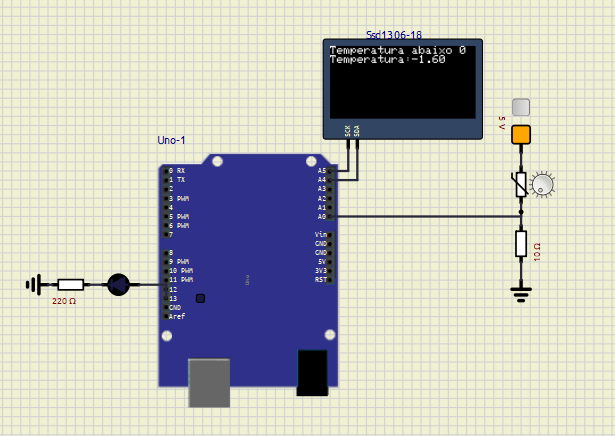 Ssd1306-18
Temperatura abaixo 0
Temperatura:-1.60
SCK
SDA
5 V
Uno-1
0 RX
1 TX
2
3 PWM
4
5 PWM
6 PWM
7
8
9 PWM
10 PWM
11 PWM
12
13
GND
Aref
A5
A4
A3
A2
A1
A0
Vin
GND
GND
5V
3V3
RST
Uno
10 Ω
220 Ω